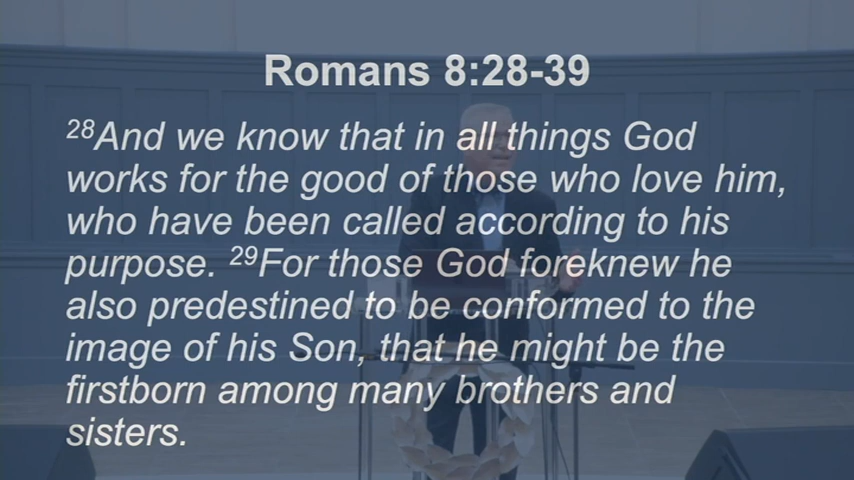 Romans 8:28-39
28And we know that in all things God
works for the good of those who love him,
who have been called according to his
purpose. 29For those God foreknew he
also predestined to be conformed to the
image of his Son, that he might be the
firstborn among many brothers and
sisters.